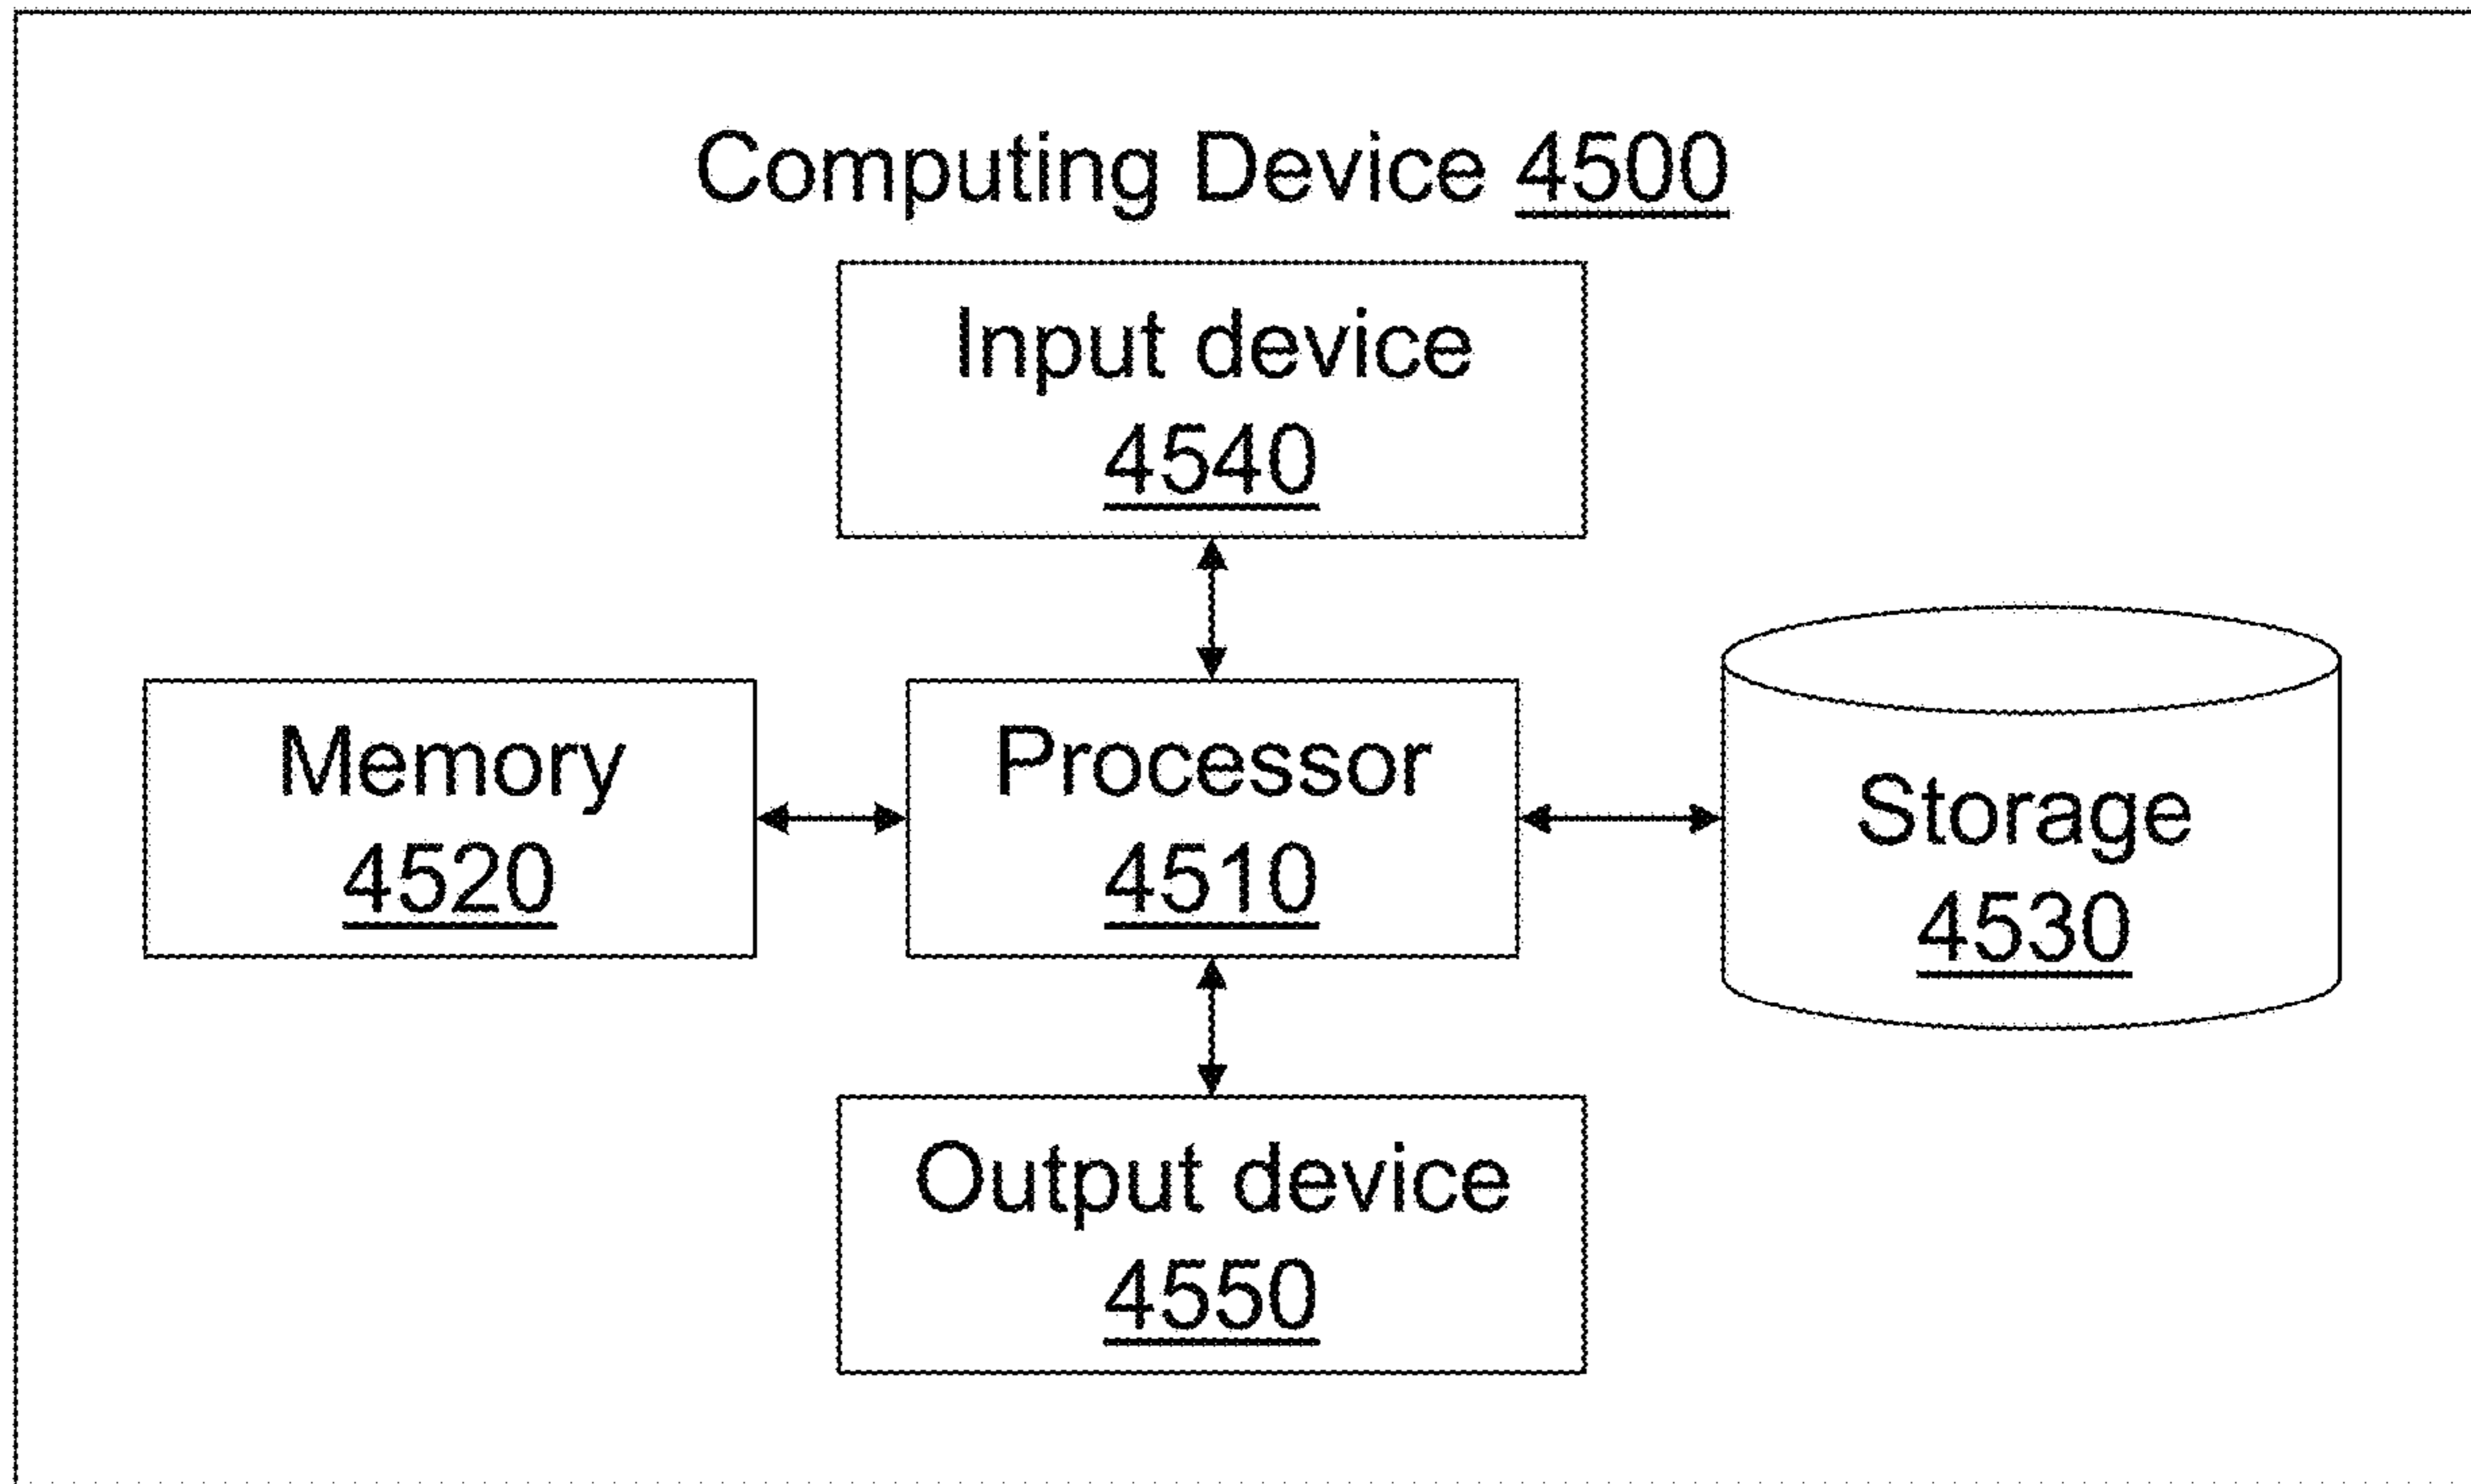 Computing Device 4500
Input device
4540
Memory
4520
Processor
4510
Storage
4530
Output device
4550